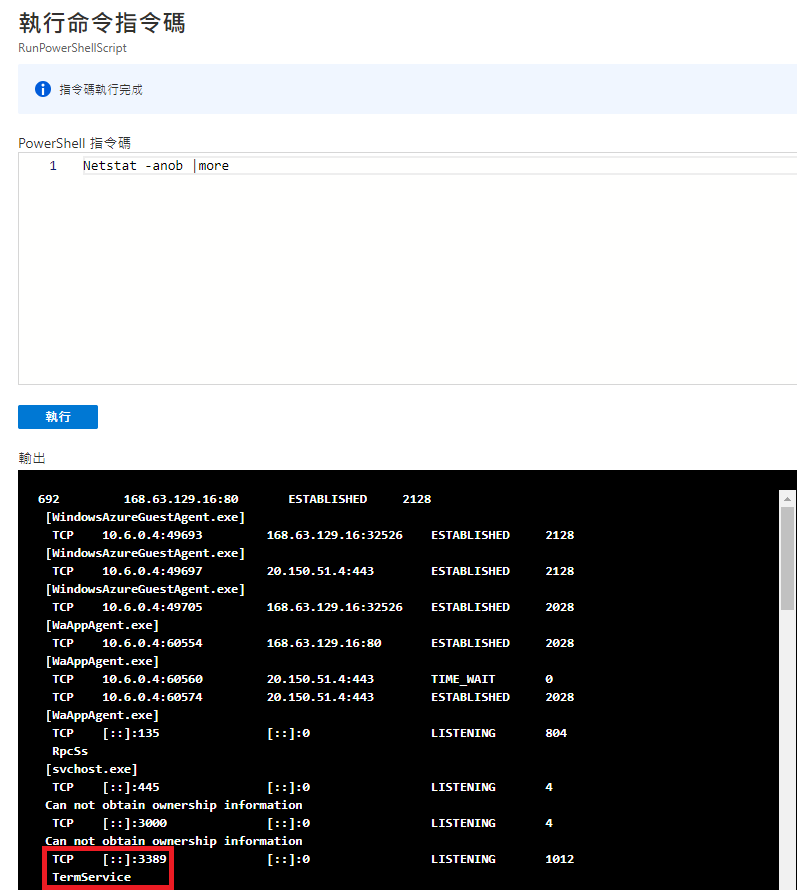 執行命令指令碼
RunPowerShellScript
指令碼執行完成
PowerShell 指令碼
1 Netstat -anob |more
執行
輸出
692 168.63.129.16:80 ESTABLISHED 2128
[WindowsAzureGuestAgent.exe]
TCP 10.6.0.4:49693 168.63.129.16:32526 ESTABLISHED 2128
[WindowsAzureGuestAgent.exe]
TCP 10.6.0.4:49697 20.150.51.4:443 ESTABLISHED 2128
[WindowsAzureGuestAgent.exe]
TCP 10.6.0.4:49705 168.63.129.16:32526 ESTABLISHED 2028
[WaAppAgent.exe]
TCP 10.6.0.4:60554 168.63.129.16:80 ESTABLISHED 2028
[WaAppAgent.exe]
TCP 10.6.0.4:60560 20.150.51.4:443 TIME_WAIT 0
TCP 10.6.0.4:60574 20.150.51.4:443 ESTABLISHED 2028
[WaAppAgent.exe]
TCP [::]:135 [::]:0 LISTENING 804
RpcSs
[svchost.exe]
TCP [::]:445 [::]:0 LISTENING 4
Can not obtain ownership information
TCP [::]:3000 [::]:0 LISTENING 4
Can not obtain ownership information
TCP [::]:3389 [::]:0 LISTENING 1012
TermService